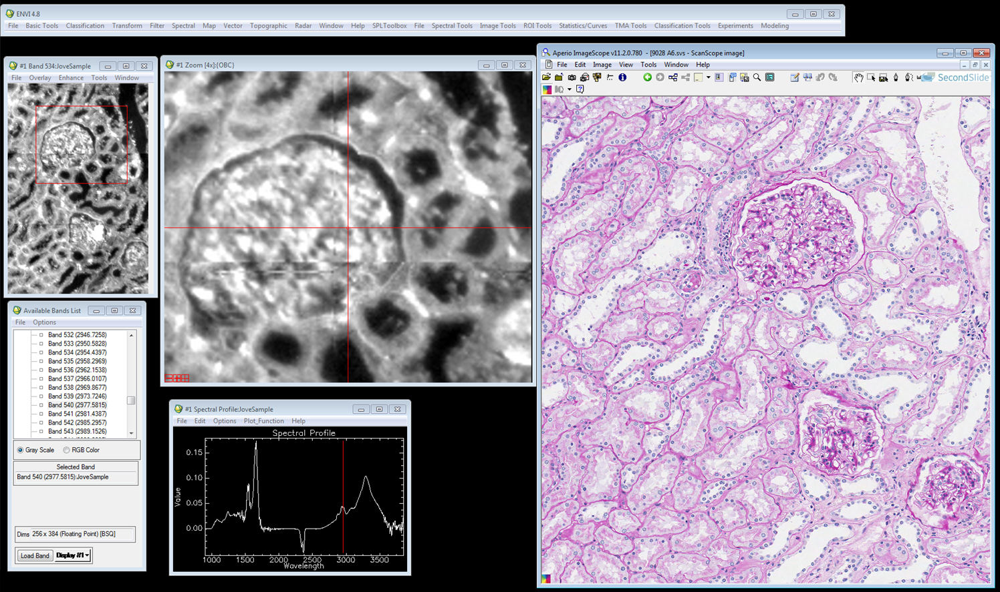 ENVI 4.8
File Basic Tools Classification Transform Filter Spectral Map Vector Topographic Radar Window Help SPLToolbox File Spectral Tools Image Tools ROI Tools Statistics/Curves TMA Tools Classification Tools Experiments Modeling
#1 Band 534:JoveSample
File Overlay Enhance Tools Window
#1 Zoom [4x]:{OBC}
Available Bands List
File Options
Band 532 (2946.7258)
Band 533 (2950.5828)
Band 534 (2954.4397)
Band 535 (2958.2969)
Band 536 (2962.1538)
Band 537 (2966.0107)
Band 538 (2969.8677)
Band 539 (2973.7246)
Band 540 (2977.5815)
Band 541 (2981.4387)
Band 542 (2985.2957)
Band 543 (2989.1526)
Gray Scale RGB Color
Selected Band
Band 540 (2977.5815):JoveSample
Dims 256 x 384 (Floating Point) [BSQ]
Load Band Display #1
#1 Spectral Profile:JoveSample
File Edit Options Plot_Function Help
Spectral Profile
0.15
0.10
0.05
0.00
Value
1000 1500 2000 2500 3000 3500
Wavelength
Aperio ImageScope v11.2.0.780 - [9028 A6.svs - ScanScope image]
File Edit Image View Tools Window Help
SecondSlide
IQ